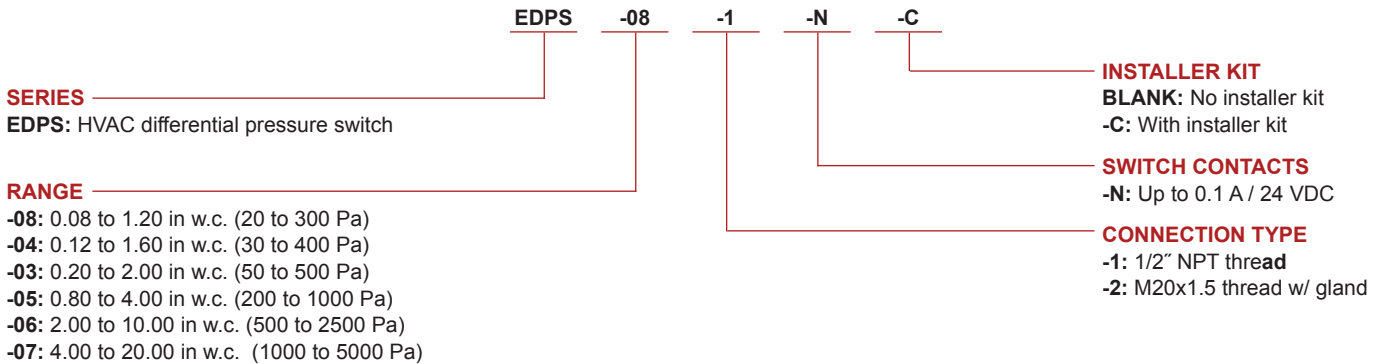 EDPS -08 -1 -N -C
SERIES
EDPS: HVAC differential pressure switch
RANGE
-08: 0.08 to 1.20 in w.c. (20 to 300 Pa)
-04: 0.12 to 1.60 in w.c. (30 to 400 Pa)
-03: 0.20 to 2.00 in w.c. (50 to 500 Pa)
-05: 0.80 to 4.00 in w.c. (200 to 1000 Pa)
-06: 2.00 to 10.00 in w.c. (500 to 2500 Pa)
-07: 4.00 to 20.00 in w.c. (1000 to 5000 Pa)
INSTALLER KIT
BLANK: No installer kit
-C: With installer kit
SWITCH CONTACTS
-N: Up to 0.1 A / 24 VDC
CONNECTION TYPE
-1: 1/2˝ NPT thread
-2: M20x1.5 thread w/ gland